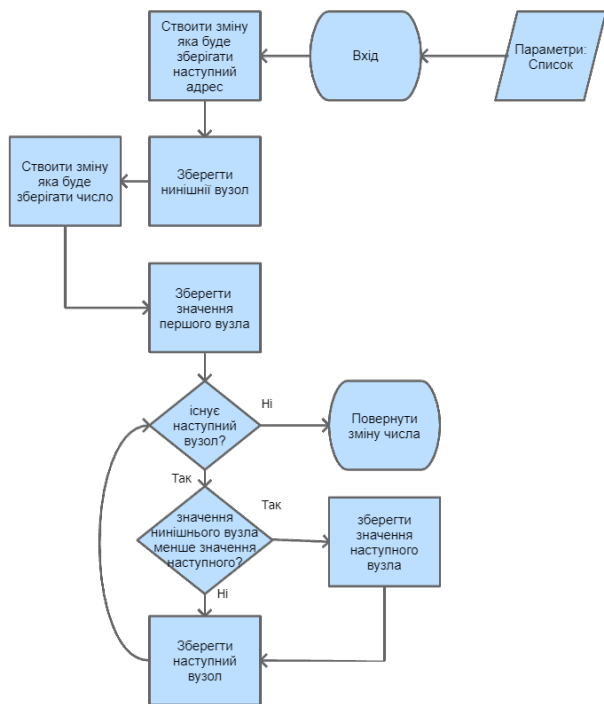 Параметри:
Список
Вхід
Ствоити зміну
яка буде
зберігати
наступний
адрес
Зберегти
нинішнії вузол
Ствоити зміну
яка буде
зберігати число
Зберегти
значення
першого вузла
існує
наступний
вузол?
Ні
Повернути
зміну числа
Так
значення
нинішнього вузла
менше значення
наступного?
Так
зберегти
значення
наступного
вузла
Ні
Зберегти
наступний
вузол